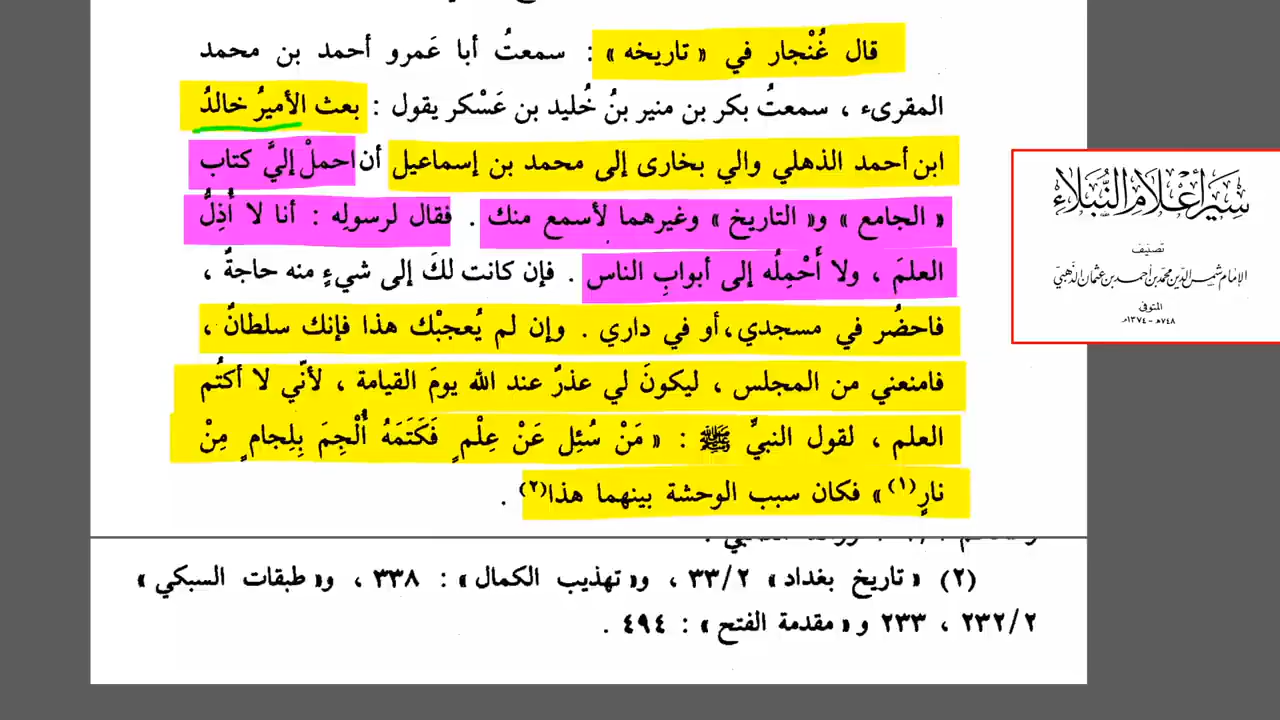 قال غُنْجار في « تاريخه » : سمعتُ أبا عَمرو أحمد بن محمد
المقرىء ، سمعتُ بكر بن منير بنُ خُليد بن عَسْكر يقول : بعث الأميرُ خالدُ
ابن أحمد الذهلي والي بخارى إلى محمد بن إسماعيل أن احملْ إليَّ كتاب
« الجامع » و« التاريخ » وغيرهما لأسمع منك . فقال لرسولِه : أنا لا أُذِلُّ
العلمَ ، ولا أَحْمِلُه إلى أبوابِ الناس . فإن كانت لكَ إلى شيءٍ منه حاجةٌ ،
فاحضُر في مسجدي ، أو في داري . وإن لم يُعجبْك هذا فإنك سلطانٌ ،
فامنعني من المجلس ، ليكونَ لي عذرٌ عند الله يومَ القيامة ، لأنّي لا أكتُم
العلم ، لقول النبيِّ ﷺ : « مَنْ سُئِل عَنْ عِلْمٍ فَكَتَمَهُ أُلْجِمَ بِلِجامٍ مِنْ
نارٍ(١) » فكان سبب الوحشة بينهما هذا(٢) .
(٢) « تاريخ بغداد » ٣٣/٢ ، و« تهذيب الكمال » : ٣٣٨ ، و« طبقات السبكي »
٢٣٢/٢ ، ٢٣٣ و« مقدمة الفتح » : ٤٩٤ .
سير أعلام النبلاء
تصنيف
الإمام شمس الدين محمد بن أحمد بن عثمان الذهبي
المتوفى
٧٤٨هـ - ١٣٧٤م